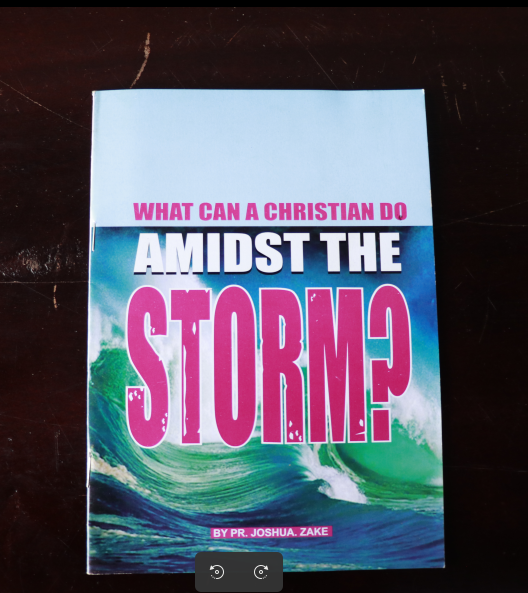 WHAT CAN A CHRISTIAN DO
AMIDST THE
STORM?
BY PR. JOSHUA. ZAKE